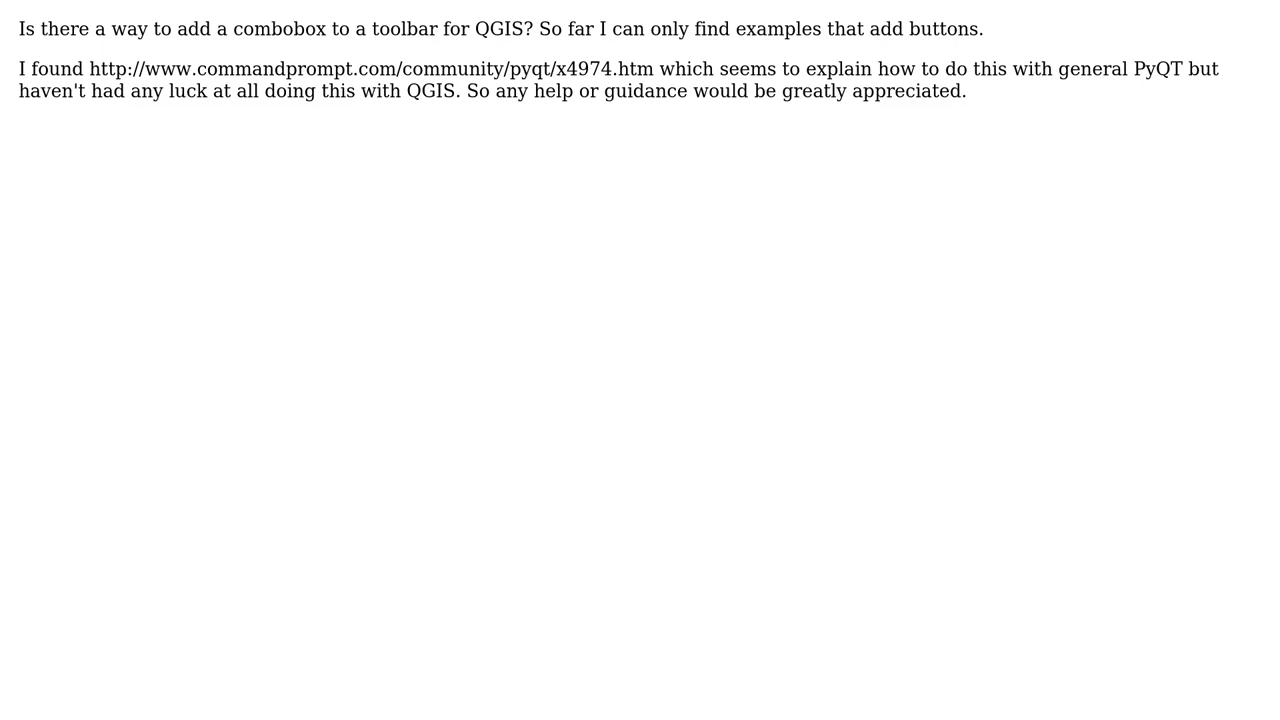 Is there a way to add a combobox to a toolbar for QGIS? So far I can only find examples that add buttons.
I found http://www.commandprompt.com/community/pyqt/x4974.htm which seems to explain how to do this with general PyQT but
haven't had any luck at all doing this with QGIS. So any help or guidance would be greatly appreciated.